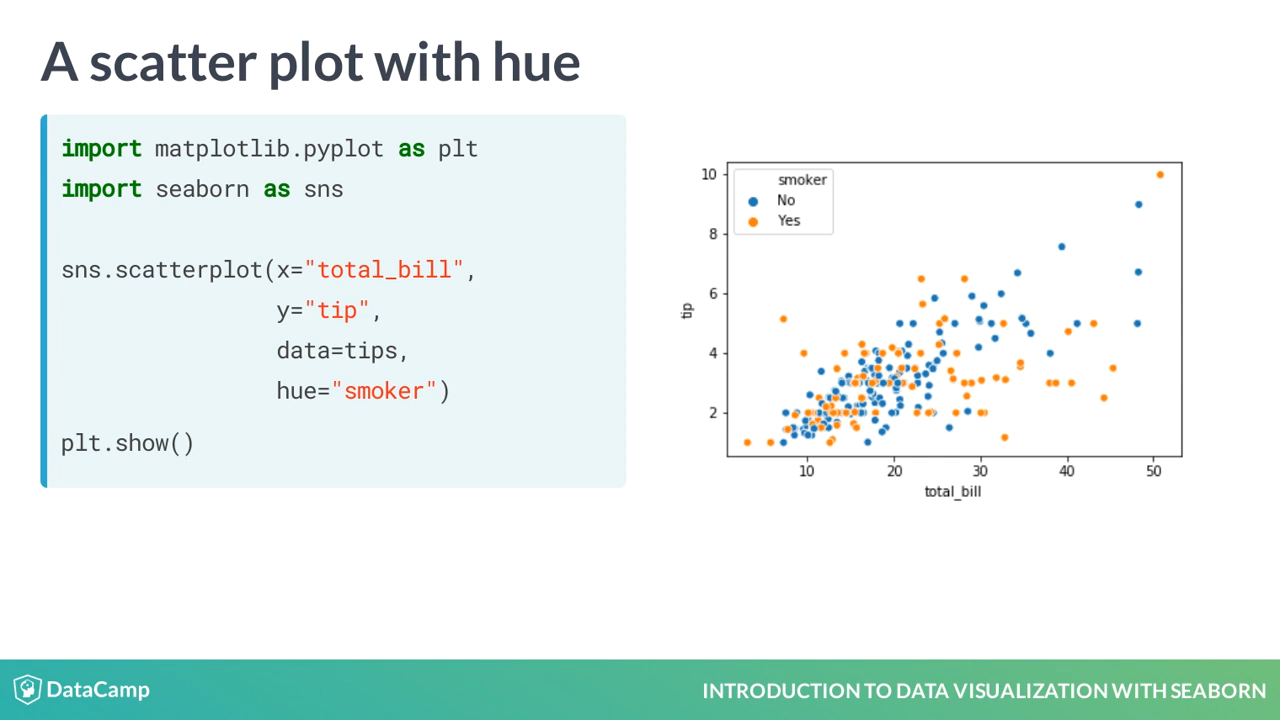 A scatter plot with hue
import matplotlib.pyplot as plt
import seaborn as sns
sns.scatterplot(x="total_bill",
y="tip",
data=tips,
hue="smoker")
plt.show()
10
8
6
4
2
tip
smoker
No
Yes
10 20 30 40 50
total_bill
DataCamp
INTRODUCTION TO DATA VISUALIZATION WITH SEABORN